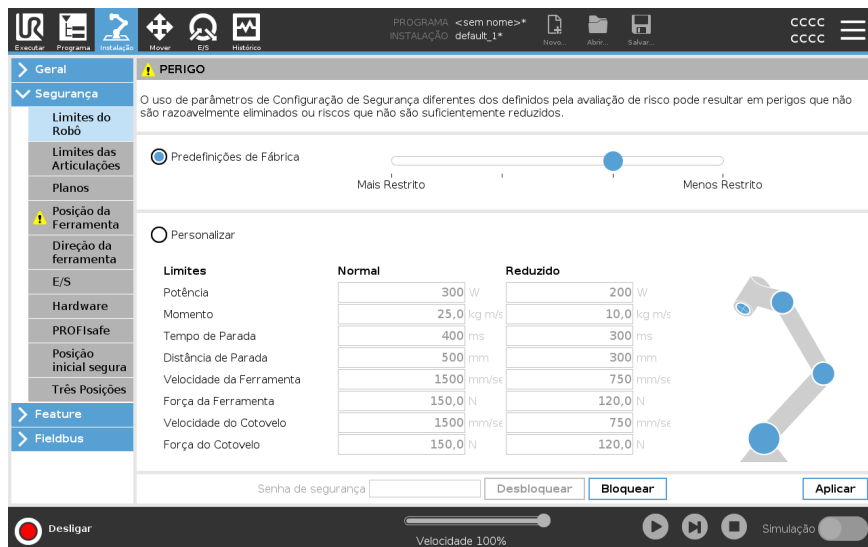 PROGRAMA <sem nome>*
INSTALAÇÃO default_1*
CCCC
CCCC
Executar Programa Instalação Mover E/S Histórico Novo... Abrir... Salvar...
Geral
Segurança
Limites do
Robô
Limites das
Articulações
Planos
Posição da
Ferramenta
Direção da
ferramenta
E/S
Hardware
PROFIsafe
Posição
inicial segura
Três Posições
Feature
Fieldbus
PERIGO
O uso de parâmetros de Configuração de Segurança diferentes dos definidos pela avaliação de risco pode resultar em perigos que não
são razoavelmente eliminados ou riscos que não são suficientemente reduzidos.
Predefinições de Fábrica
Mais Restrito Menos Restrito
Personalizar
Limites Normal Reduzido
Potência 300 W 200 W
Momento 25,0 kg m/s 10,0 kg m/s
Tempo de Parada 400 ms 300 ms
Distância de Parada 500 mm 300 mm
Velocidade da Ferramenta 1500 mm/se 750 mm/se
Força da Ferramenta 150,0 N 120,0 N
Velocidade do Cotovelo 1500 mm/se 750 mm/se
Força do Cotovelo 150,0 N 120,0 N
Senha de segurança Desbloquear Bloquear Aplicar
Desligar Velocidade 100% Simulação